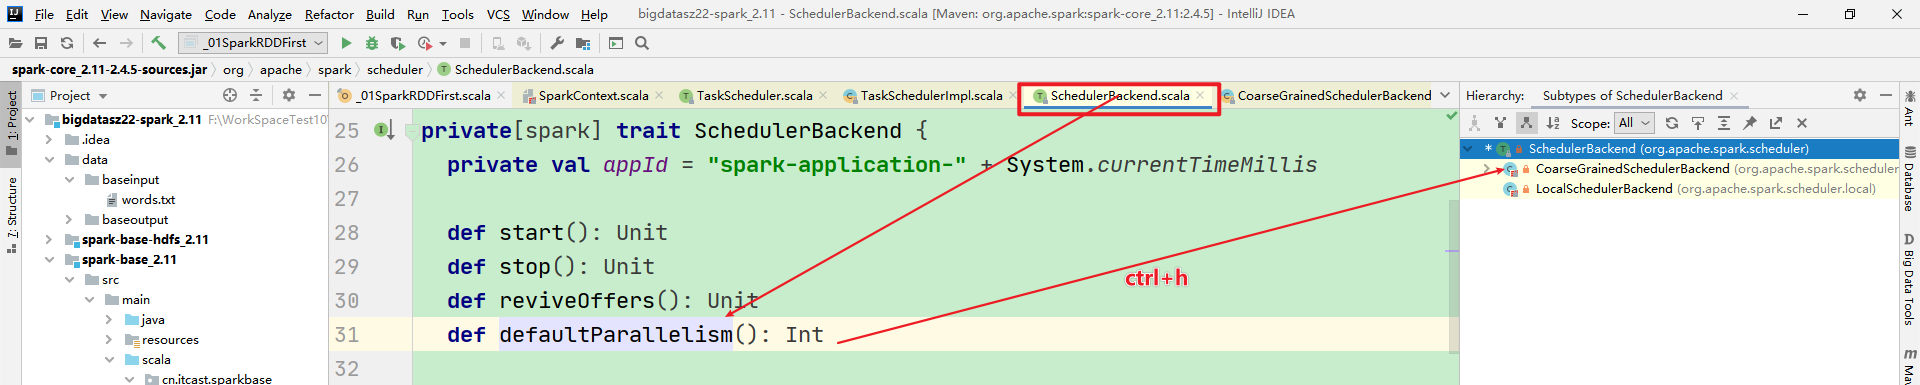 File Edit View Navigate Code Analyze Refactor Build Run Tools VCS Window Help bigdatasz22-spark_2.11 - SchedulerBackend.scala [Maven: org.apache.spark:spark-core_2.11:2.4.5] - IntelliJ IDEA
_01SparkRDDFirst
spark-core_2.11-2.4.5-sources.jar org apache spark scheduler SchedulerBackend.scala
Project
_01SparkRDDFirst.scala SparkContext.scala TaskScheduler.scala TaskSchedulerImpl.scala SchedulerBackend.scala CoarseGrainedSchedulerBackend
Hierarchy: Subtypes of SchedulerBackend
1: Project
7: Structure
bigdatasz22-spark_2.11 F:\WorkSpaceTest10
.idea
data
baseinput
words.txt
baseoutput
spark-base-hdfs_2.11
spark-base_2.11
src
main
java
resources
scala
cn.itcast.sparkbase
25 private[spark] trait SchedulerBackend {
26 private val appId = "spark-application-" + System.currentTimeMillis
27
28 def start(): Unit
29 def stop(): Unit
30 def reviveOffers(): Unit
31 def defaultParallelism(): Int
32
ctrl+h
Scope: All
* SchedulerBackend (org.apache.spark.scheduler)
CoarseGrainedSchedulerBackend (org.apache.spark.scheduler
LocalSchedulerBackend (org.apache.spark.scheduler.local)
Ant
Database
D Big Data Tools
m